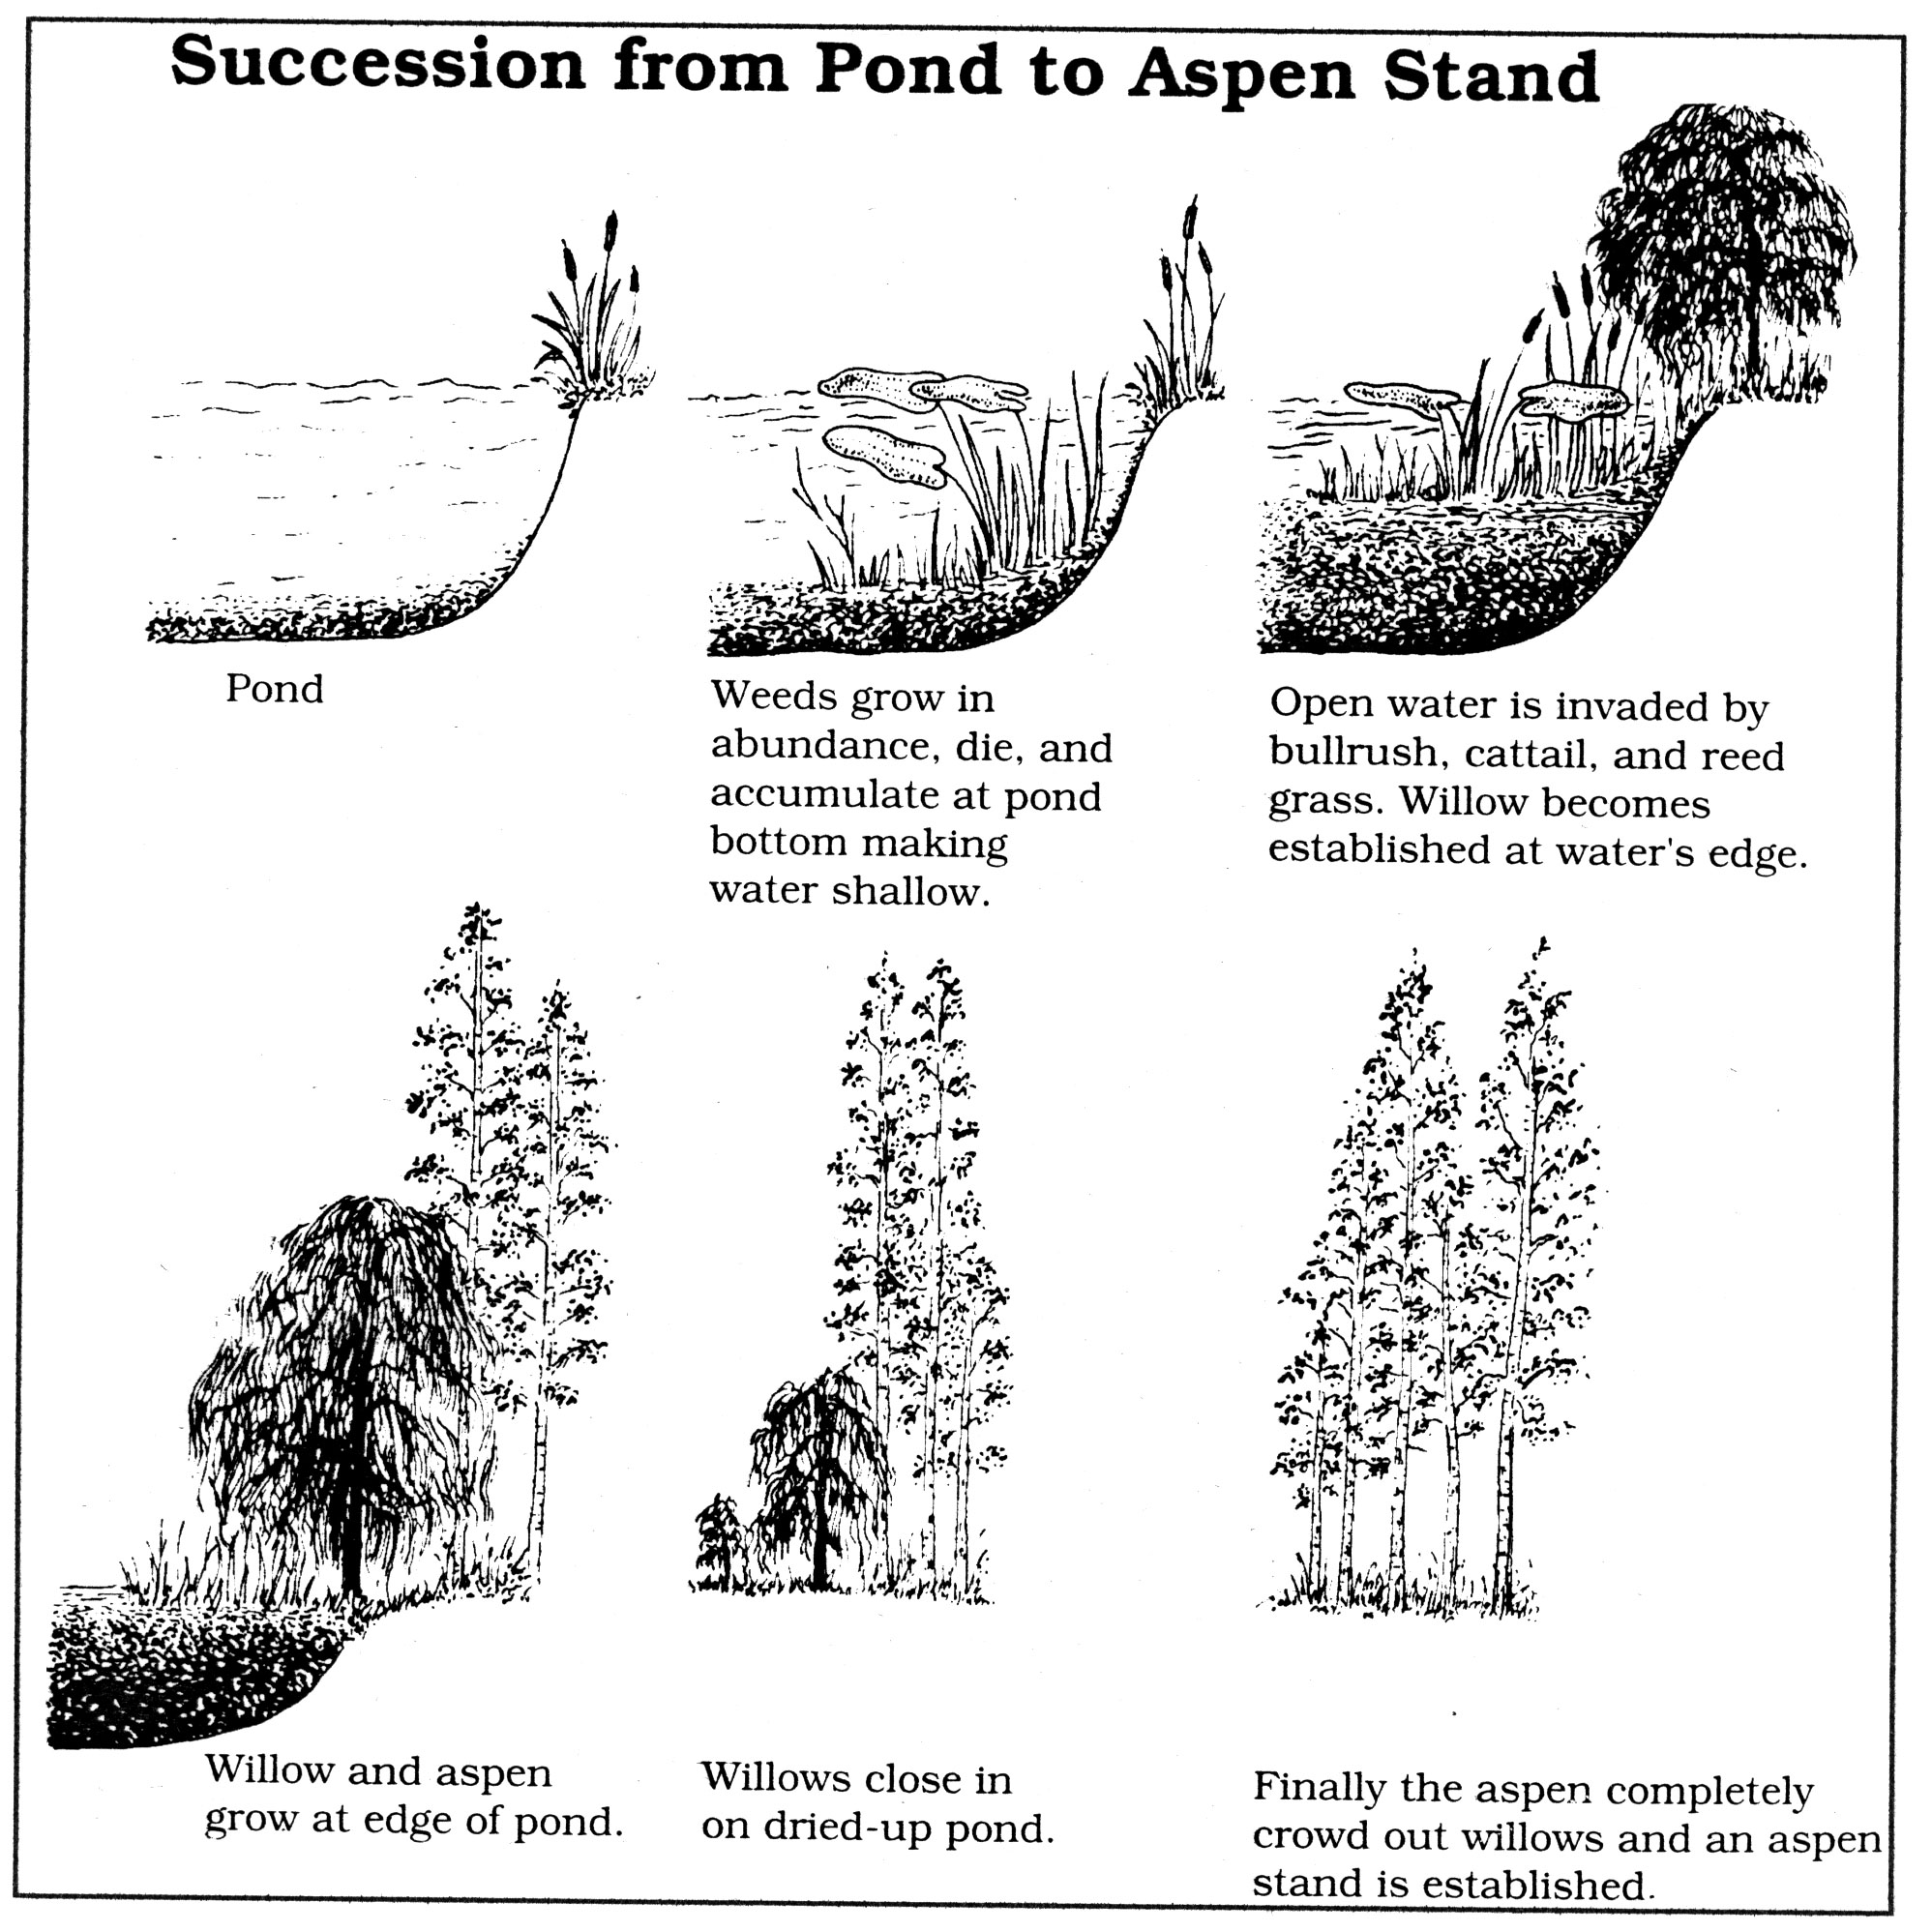 Succession from Pond to Aspen Stand
Pond
Weeds grow in
abundance, die, and
accumulate at pond
bottom making
water shallow.
Open water is invaded by
bullrush, cattail, and reed
grass. Willow becomes
established at water's edge.
Willow and aspen
grow at edge of pond.
Willows close in
on dried-up pond.
Finally the aspen completely
crowd out willows and an aspen
stand is established.